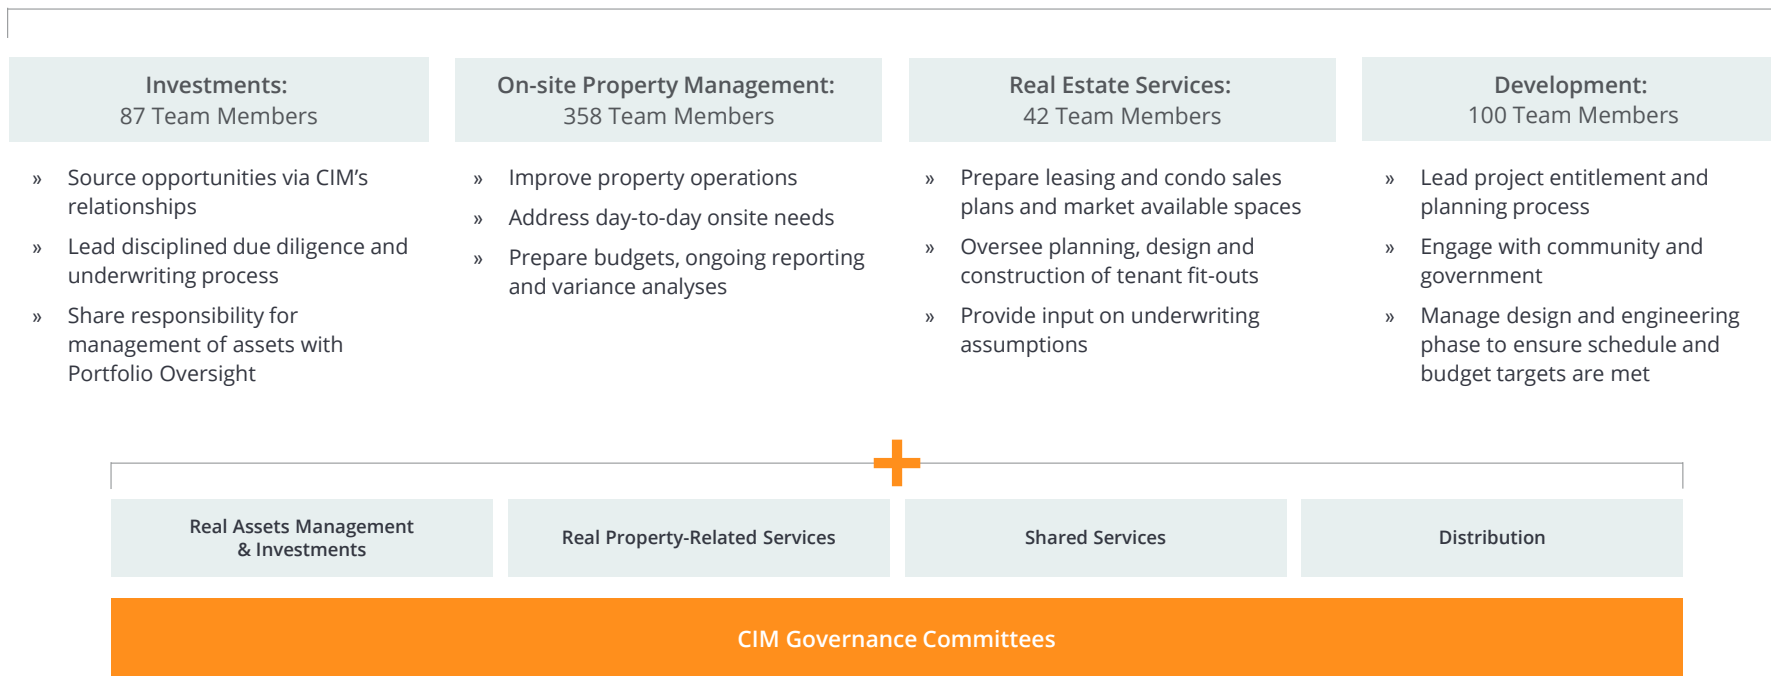 Investments:
87 Team Members
» Source opportunities via CIM’s
relationships
» Lead disciplined due diligence and
underwriting process
» Share responsibility for
management of assets with
Portfolio Oversight
On-site Property Management:
358 Team Members
» Improve property operations
» Address day-to-day onsite needs
» Prepare budgets, ongoing reporting
and variance analyses
Real Estate Services:
42 Team Members
» Prepare leasing and condo sales
plans and market available spaces
» Oversee planning, design and
construction of tenant fit-outs
» Provide input on underwriting
assumptions
Development:
100 Team Members
» Lead project entitlement and
planning process
» Engage with community and
government
» Manage design and engineering
phase to ensure schedule and
budget targets are met
Real Assets Management
& Investments
Real Property-Related Services
Shared Services
Distribution
CIM Governance Committees